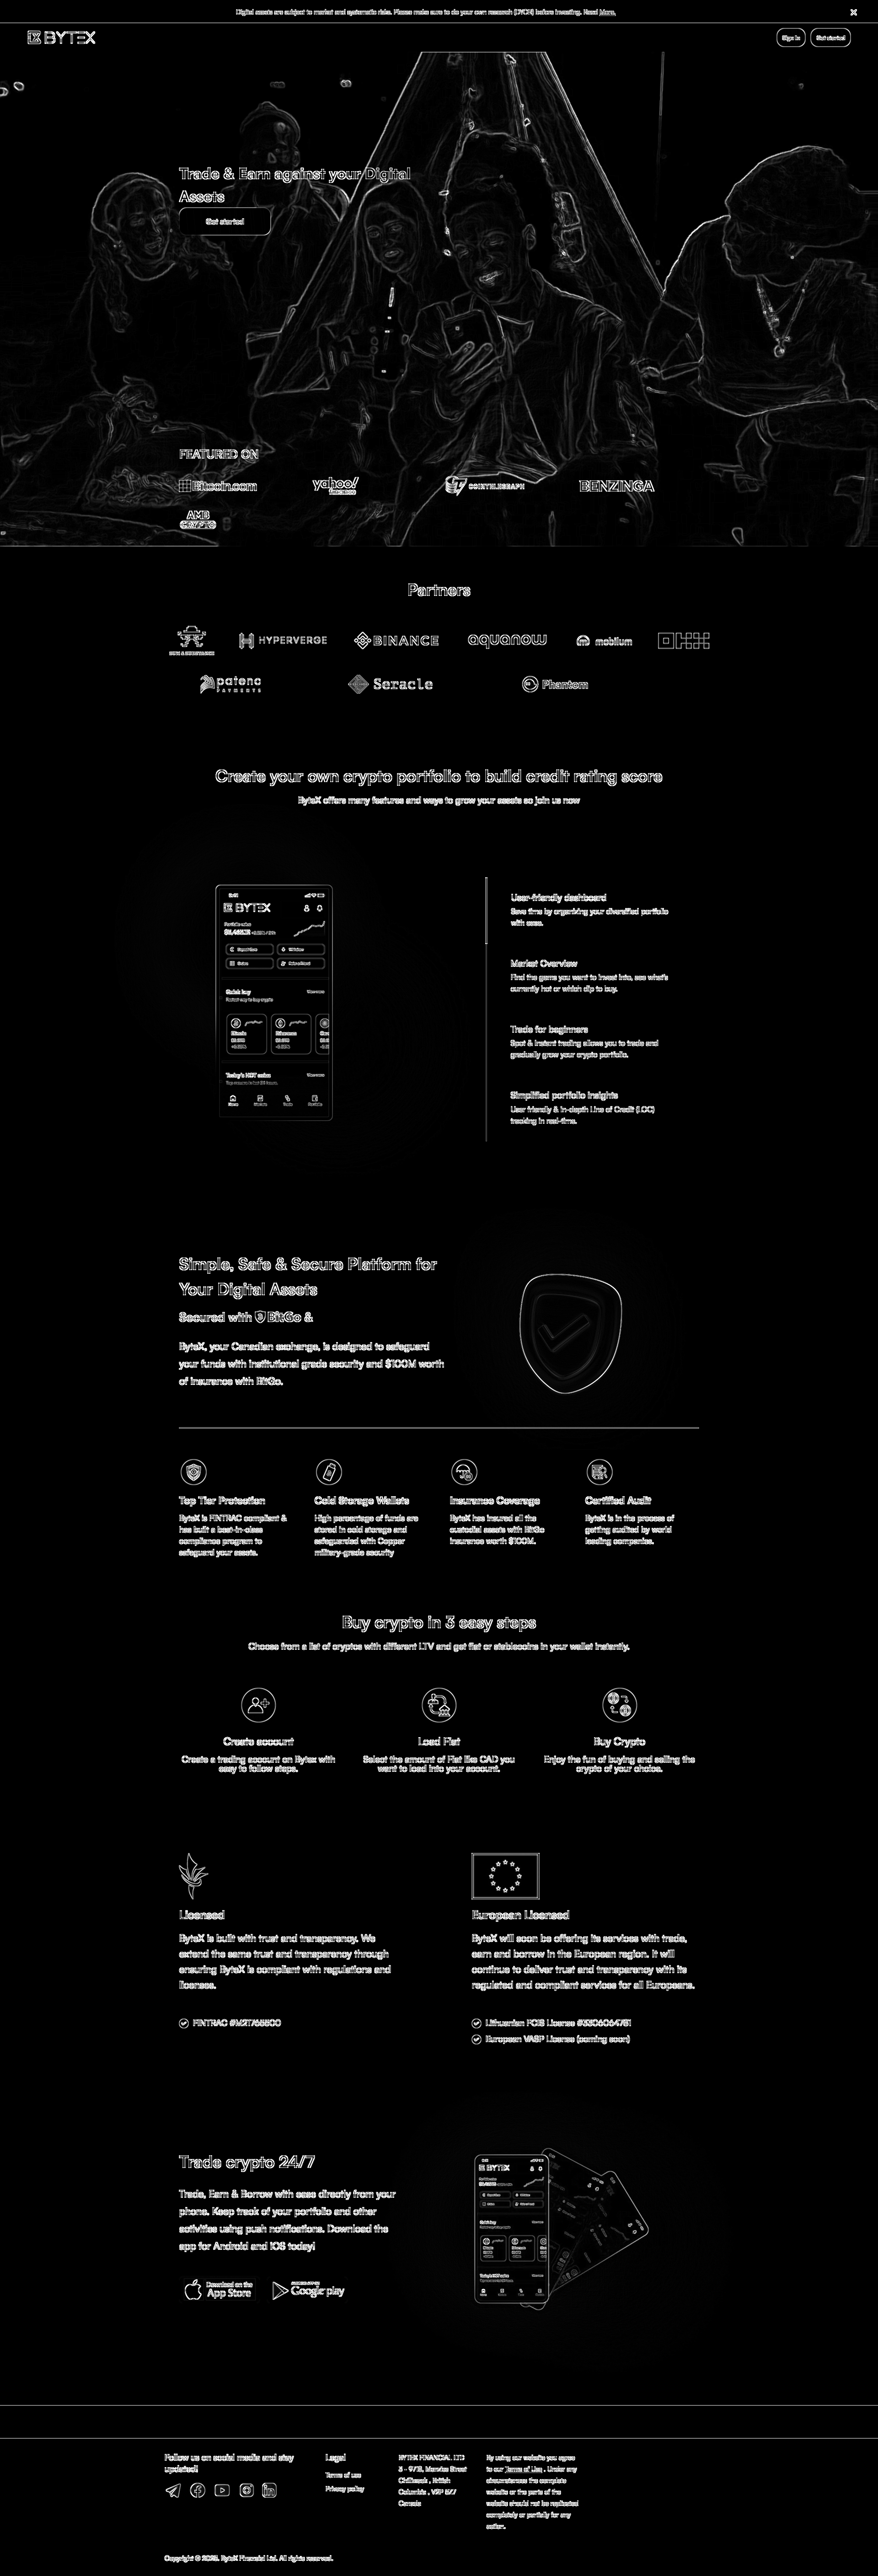 Digital assets are subject to market and systematic risks. Please make sure to do your own research (DYOR) before investing. Read More.
BYTEX
Sign in
Get started
Trade & Earn against your Digital
Assets
Get started
FEATURED ON
Bitcoin.com
yahoo!
COINTELEGRAPH
BENZINGA
AMB
CRYPTO
Partners
HYPERVERGE
BINANCE
aquanow
mobilum
patenc
PAYMENTS
Seracle
Phantom
Create your own crypto portfolio to build credit rating score
ByteX offers many features and ways to grow your assets so join us now
BYTEX
User-friendly dashboard
Save time by organizing your diversified portfolio
with ease.
Market Overview
Find the gems you want to invest into, see what's
currently hot or which dip to buy.
Trade for beginners
Spot & instant trading allows you to trade and
gradually grow your crypto portfolio.
Simplified portfolio insights
User friendly & in-depth Line of Credit (LOC)
tracking in real-time.
Quick buy
Today's HOT coins
Simple, Safe & Secure Platform for
Your Digital Assets
Secured with BitGo &
ByteX, your Canadian exchange, is designed to safeguard
your funds with institutional grade security and $100M worth
of insurance with BitGo.
Top Tier Protection
ByteX is FINTRAC compliant &
has built a best-in-class
compliance program to
safeguard your assets.
Cold Storage Wallets
High percentage of funds are
stored in cold storage and
safeguarded with Copper
military-grade security
Insurance Coverage
ByteX has insured all the
custodial assets with BitGo
insurance worth $100M.
Certified Audit
ByteX is in the process of
getting audited by world
leading companies.
Buy crypto in 3 easy steps
Choose from a list of cryptos with different LTV and get fiat or stablecoins in your wallet instantly.
Create account
Create a trading account on Bytex with
easy to follow steps.
Load Fiat
Select the amount of Fiat like CAD you
want to load into your account.
Buy Crypto
Enjoy the fun of buying and selling the
crypto of your choice.
Licensed
ByteX is built with trust and transparency. We
extend the same trust and transparency through
ensuring ByteX is compliant with regulations and
licenses.
FINTRAC #M21765500
European Licensed
ByteX will soon be offering its services with trade,
earn and borrow in the European region. It will
continue to deliver trust and transparency with its
regulated and compliant services for all Europeans.
Lithuanian FCIS License
European VASP License (coming soon)
Trade crypto 24/7
Trade, Earn & Borrow with ease directly from your
phone. Keep track of your portfolio and other
activities using push notifications. Download the
app for Android and iOS today!
BYTEX
Download on the
App Store
Google play
Follow us on social media and stay
updated!
Legal
Terms of use
Privacy policy
BYTEX FINANCIAL LTD
Street
Chilliwack, British
Columbia,
Canada
By using our website you agree
to our Terms of Use. Under any
circumstances the complete
website or the parts of the
website should not be replicated
completely or partially for any
action.
Copyright © 2025. ByteX Financial Ltd. All rights reserved.